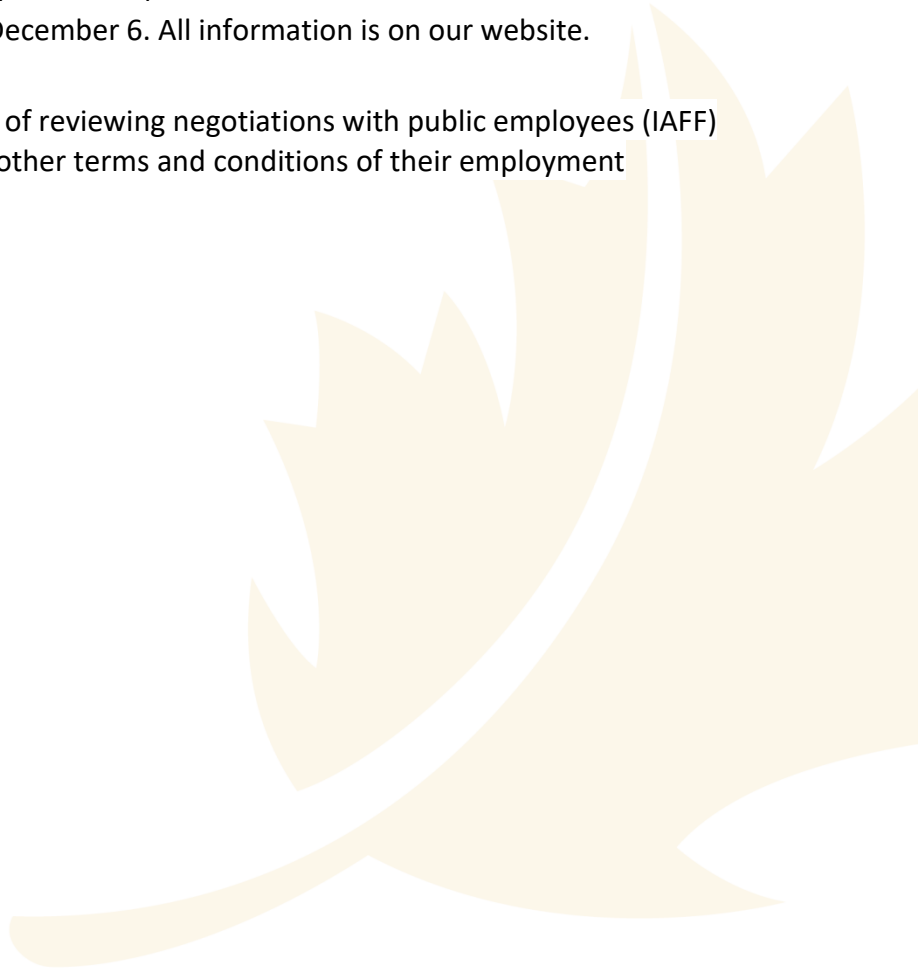 December 6. All information is on our website.
of reviewing negotiations with public employees (IAFF)
other terms and conditions of their employment